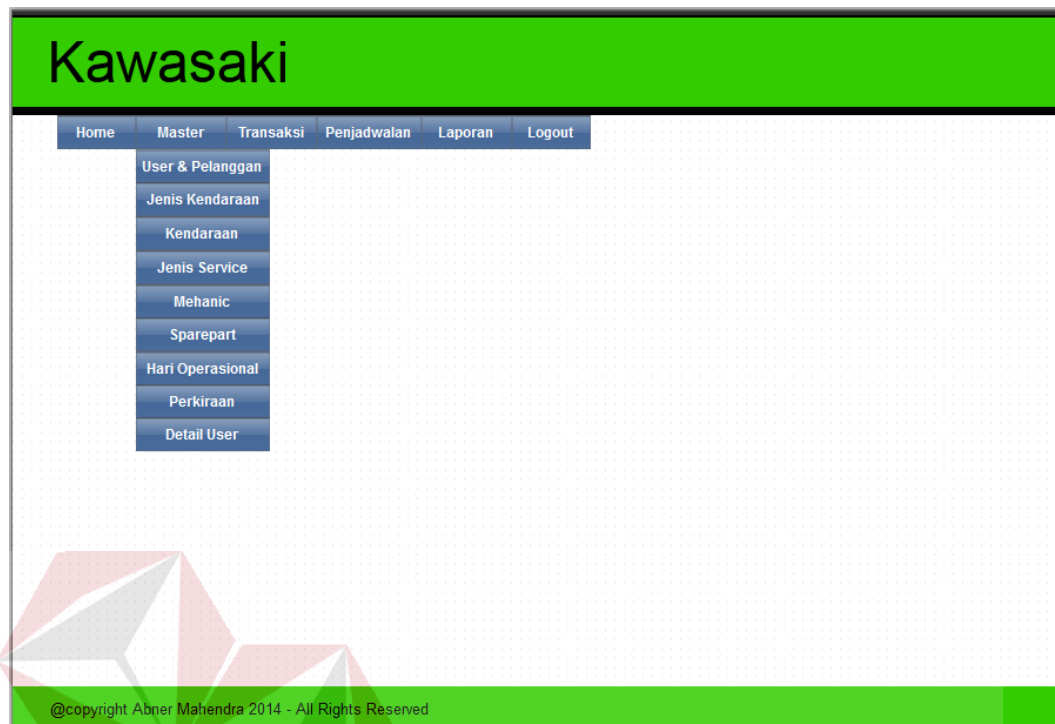 Kawasaki
Home Master Transaksi Penjadwalan Laporan Logout
User & Pelanggan
Jenis Kendaraan
Kendaraan
Jenis Service
Mehanic
Sparepart
Hari Operasional
Perkiraan
Detail User
@copyright Abner Mahendra 2014 - All Rights Reserved